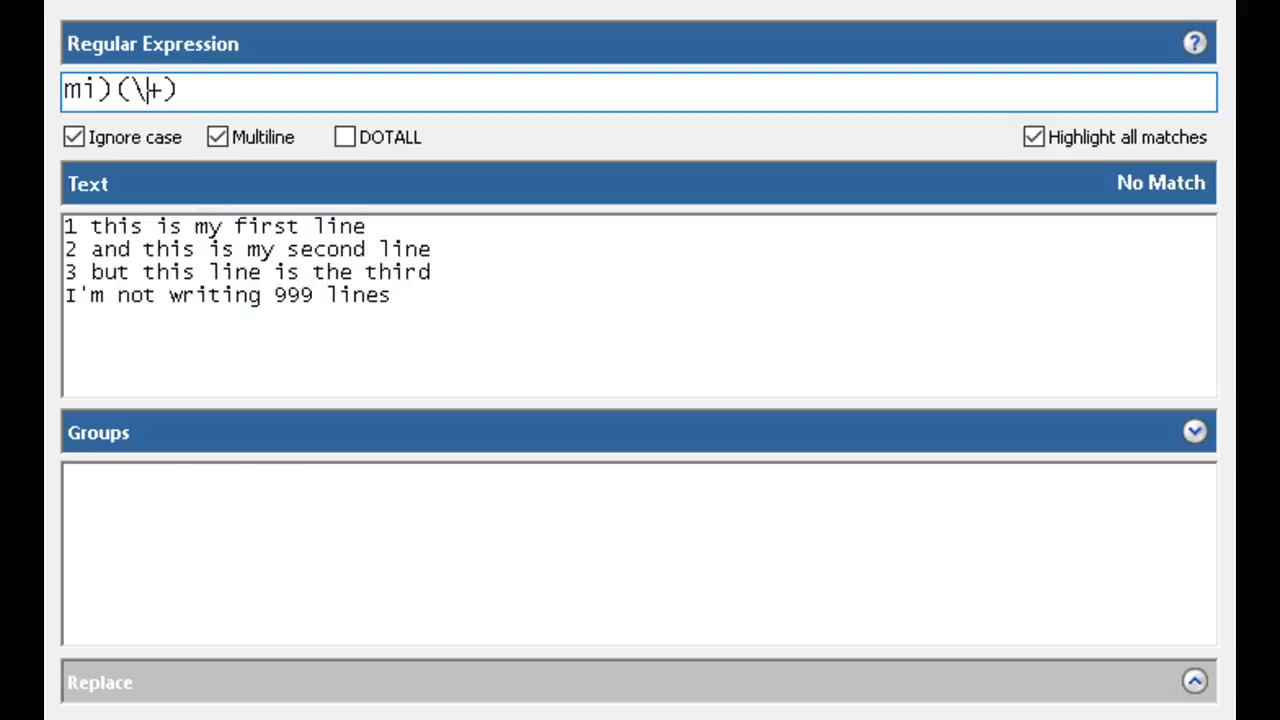 Regular Expression
mi)(\+)
Ignore case Multiline DOTALL Highlight all matches
Text No Match
1 this is my first line
2 and this is my second line
3 but this line is the third
I'm not writing 999 lines
Groups
Replace